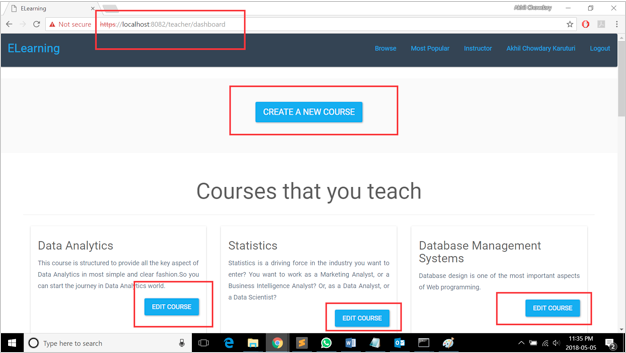 ELearning
Akhil Chowdary
Not secure https://localhost:8082/teacher/dashboard
ELearning Browse Most Popular Instructor Akhil Chowdary Karuturi Logout
CREATE A NEW COURSE
Courses that you teach
Data Analytics
This course is structured to provide all the key aspect of
Data Analytics in most simple and clear fashion.So you
can start the journey in Data Analytics world.
EDIT COURSE
Statistics
Statistics is a driving force in the industry you want to
enter? You want to work as a Marketing Analyst, or a
Business Intelligence Analyst? Or, as a Data Analyst, or
a Data Scientist?
EDIT COURSE
Database Management
Systems
Database design is one of the most important aspects
of Web programming.
EDIT COURSE
Type here to search
11:35 PM
2018-05-05